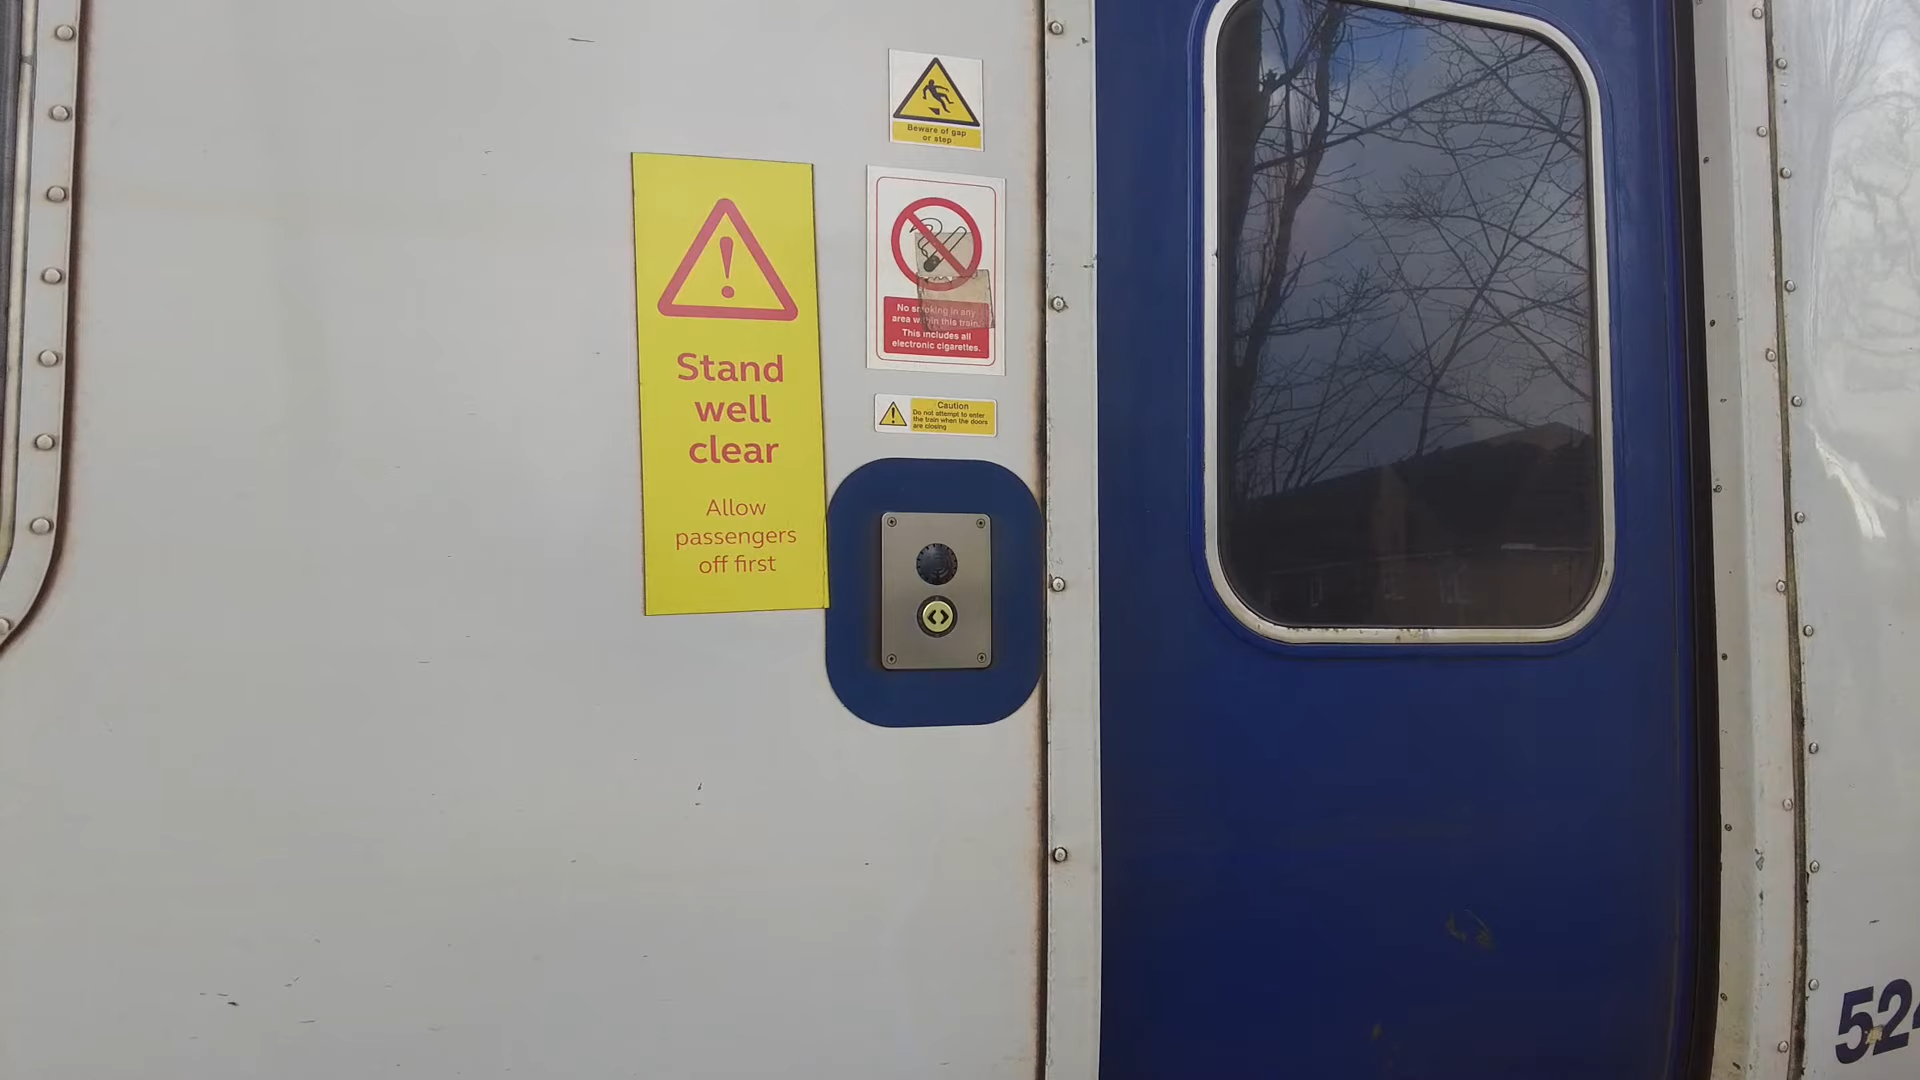 Beware of gap
or step
Stand
well
clear
Allow
passengers
off first
No smoking in any
area within this train.
This includes all
electronic cigarettes.
Caution
Do not attempt to enter
the train when the doors
are closing